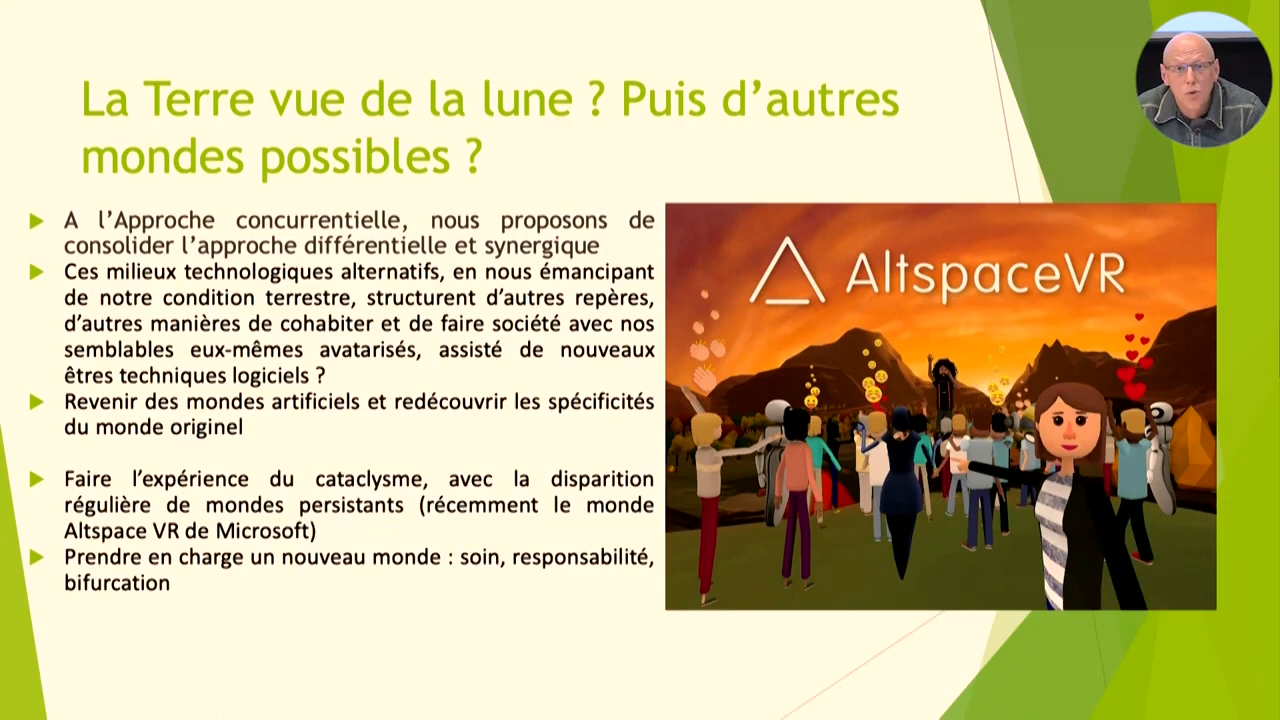 La Terre vue de la lune ? Puis d’autres
mondes possibles ?
A l’Approche concurrentielle, nous proposons de
consolider l’approche différentielle et synergique
Ces milieux technologiques alternatifs, en nous émancipant
de notre condition terrestre, structurent d’autres repères,
d’autres manières de cohabiter et de faire société avec nos
semblables eux-mêmes avatarisés, assisté de nouveaux
êtres techniques logiciels ?
Revenir des mondes artificiels et redécouvrir les spécificités
du monde originel
Faire l’expérience du cataclysme, avec la disparition
régulière de mondes persistants (récemment le monde
Altspace VR de Microsoft)
Prendre en charge un nouveau monde : soin, responsabilité,
bifurcation
AltspaceVR